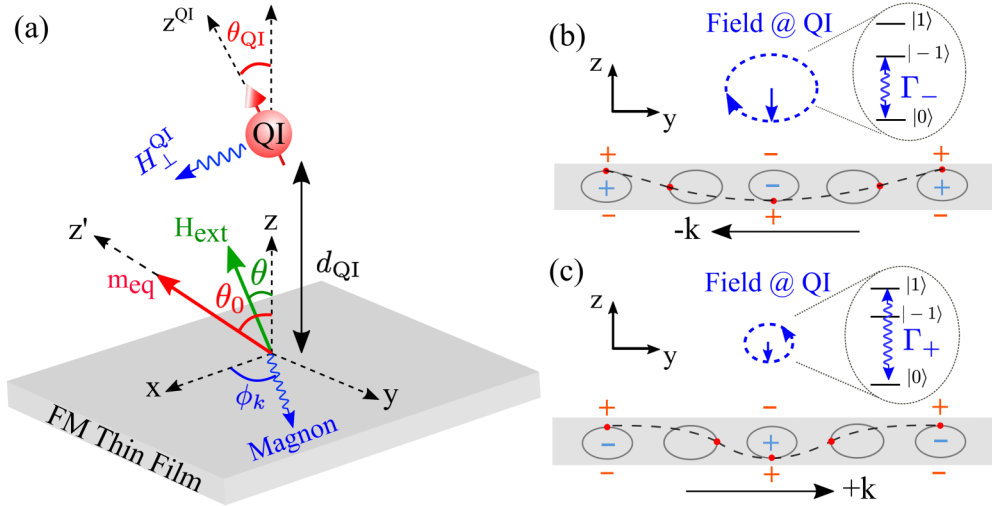 (a)
z^QI
θ_QI
QI
H_⊥^QI
z'
H_ext
z
m_eq
θ
θ_0
d_QI
x
y
ϕ_k
Magnon
FM Thin Film
(b)
Field @ QI
|1⟩
|−1⟩
Γ_−
|0⟩
z
y
+ − +
+ − +
− + −
-k
(c)
Field @ QI
|1⟩
|−1⟩
Γ_+
|0⟩
z
y
+ − +
− + −
− + −
+k